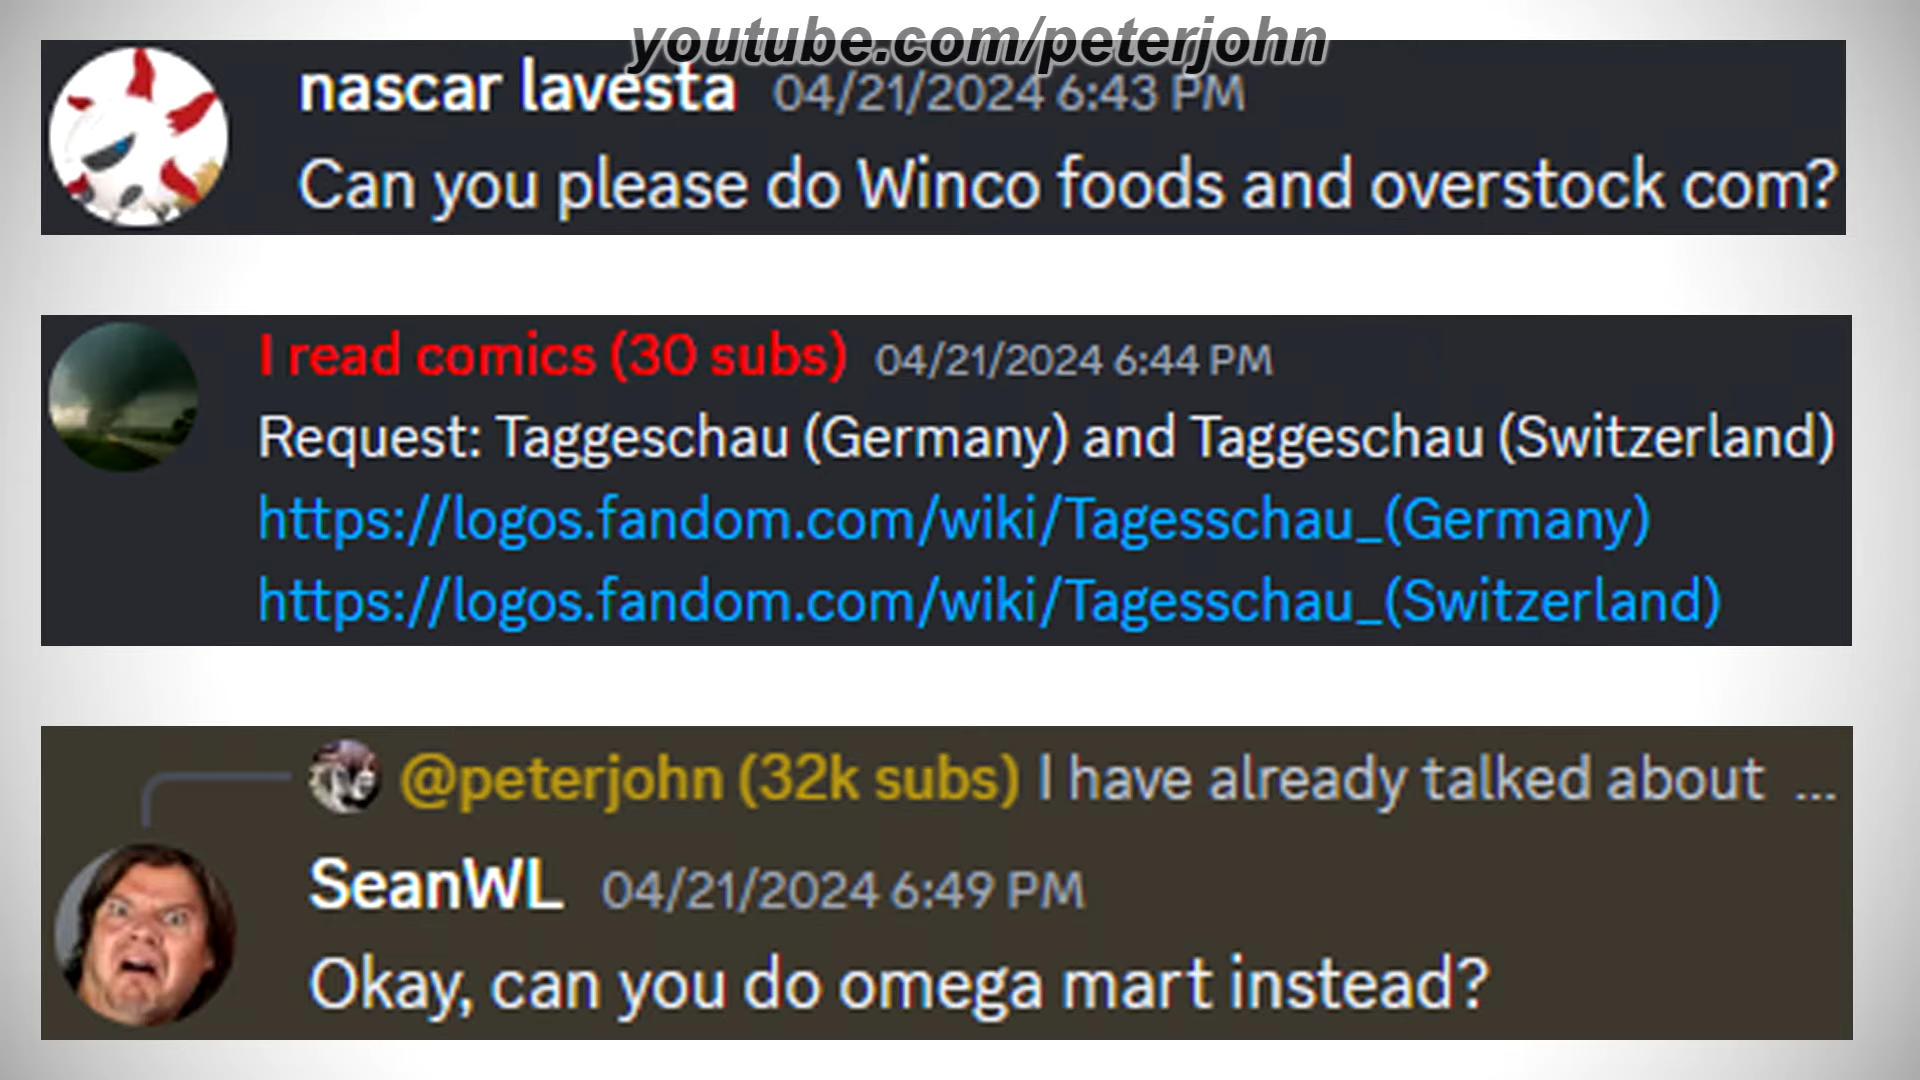 youtube.com/peterjohn
nascar lavesta 04/21/2024 6:43 PM
Can you please do Winco foods and overstock com?
I read comics (30 subs) 04/21/2024 6:44 PM
Request: Taggeschau (Germany) and Taggeschau (Switzerland)
https://logos.fandom.com/wiki/Tagesschau_(Germany)
https://logos.fandom.com/wiki/Tagesschau_(Switzerland)
@peterjohn (32k subs) I have already talked about ...
SeanWL 04/21/2024 6:49 PM
Okay, can you do omega mart instead?